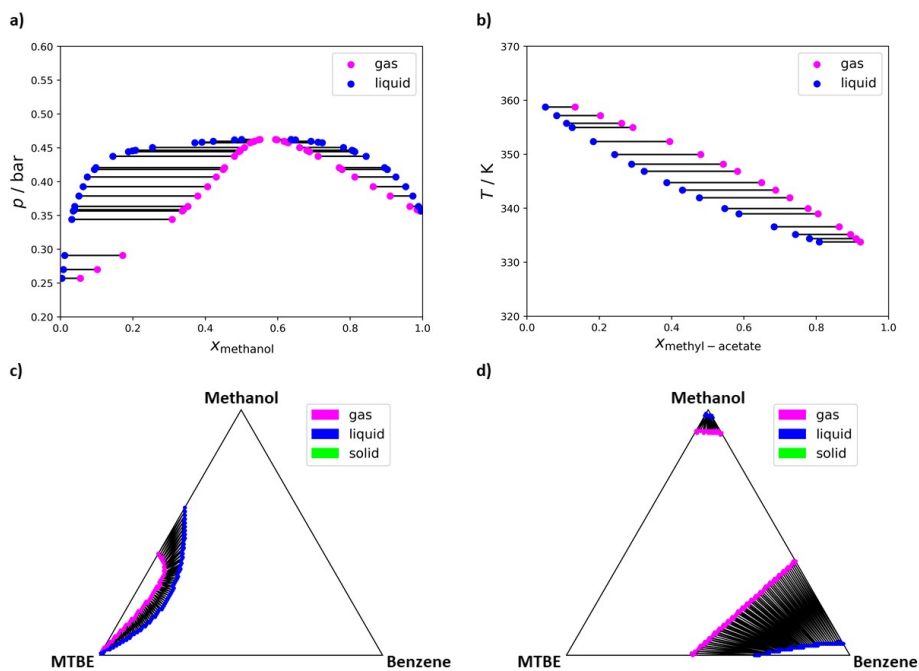 a)
0.60
0.55
0.50
0.45
0.40
0.35
0.30
0.25
0.20
p / bar
gas
liquid
0.0 0.2 0.4 0.6 0.8 1.0
x methanol
b)
370
360
350
340
330
320
T / K
gas
liquid
0.0 0.2 0.4 0.6 0.8 1.0
x methyl − acetate
c)
Methanol
gas
liquid
solid
MTBE Benzene
d)
Methanol
gas
liquid
solid
MTBE Benzene